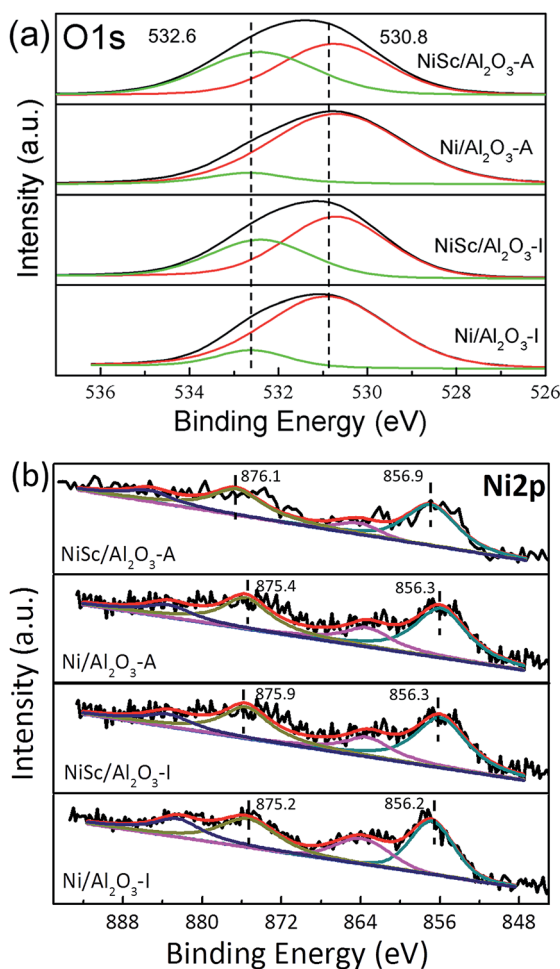 (a)
O1s
532.6
530.8
NiSc/Al₂O₃-A
Ni/Al₂O₃-A
NiSc/Al₂O₃-I
Ni/Al₂O₃-I
Intensity (a.u.)
536 534 532 530 528 526
Binding Energy (eV)
(b)
Ni2p
876.1
856.9
NiSc/Al₂O₃-A
875.4
856.3
Ni/Al₂O₃-A
875.9
856.3
NiSc/Al₂O₃-I
875.2
856.2
Ni/Al₂O₃-I
Intensity (a.u.)
888 880 872 864 856 848
Binding Energy (eV)